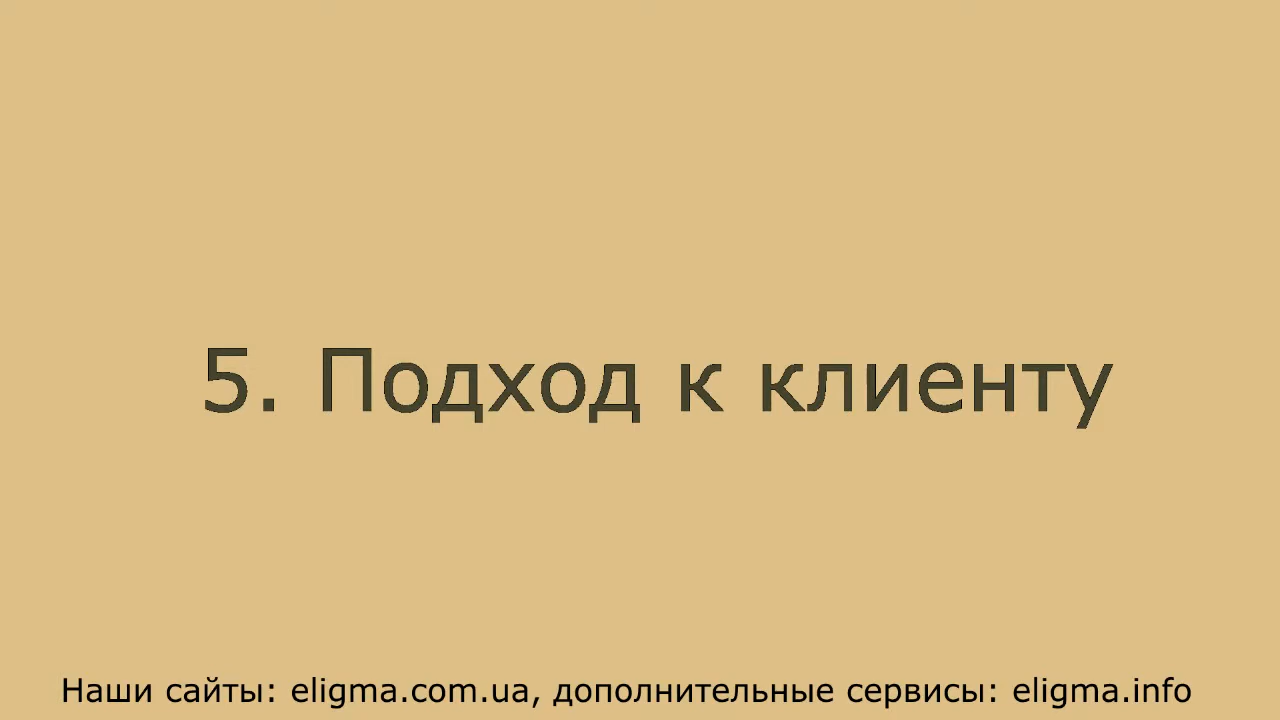 5. Подход к клиенту
Наши сайты: eligma.com.ua, дополнительные сервисы: eligma.info